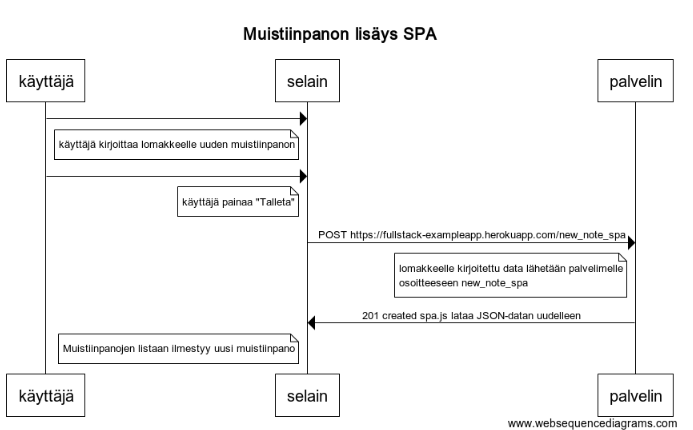 Muistiinpanon lisäys SPA
käyttäjä selain palvelin
käyttäjä kirjoittaa lomakkeelle uuden muistiinpanon
käyttäjä painaa "Talleta"
POST https://fullstack-exampleapp.herokuapp.com/new_note_spa
lomakkeelle kirjoitettu data lähetään palvelimelle
osoitteeseen new_note_spa
201 created spa.js lataa JSON-datan uudelleen
Muistiinpanojen listaan ilmestyy uusi muistiinpano
käyttäjä selain palvelin
www.websequencediagrams.com